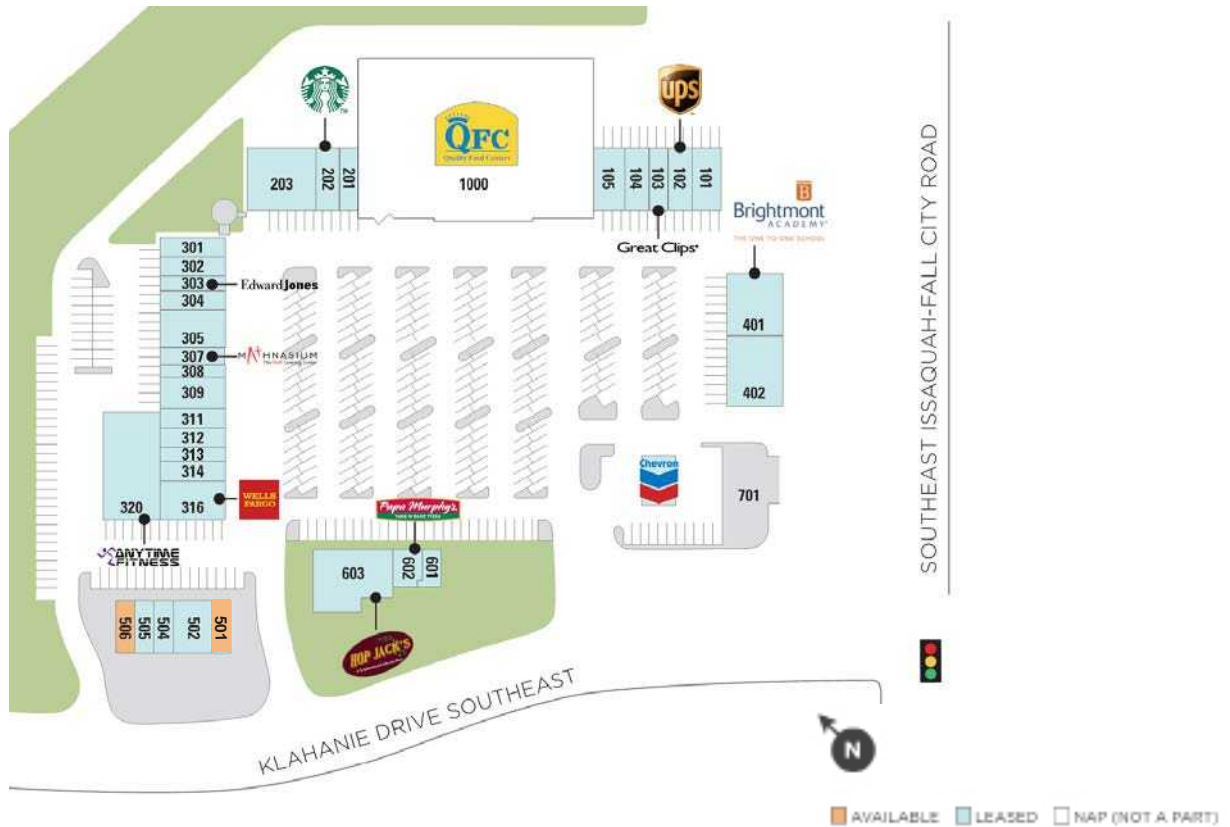 QFC
Quality Food Centers
1000
ups
203
202
201
105
104
103
102
101
Great Clips
Brightmont
ACADEMY
THE ONE TO ONE SCHOOL
301
302
303
Edward Jones
304
305
307
MATHNASIUM
308
309
311
312
313
314
320
316
WELLS
FARGO
ANYTIME
FITNESS
401
402
Chevron
701
Papa Murphy's
TAKE 'N' BAKE PIZZA
603
602
601
HOP JACK'S
506
505
504
502
501
SOUTHEAST ISSAQUAH-FALL CITY ROAD
KLAHANIE DRIVE SOUTHEAST
N
AVAILABLE
LEASED
NAP (NOT A PART)